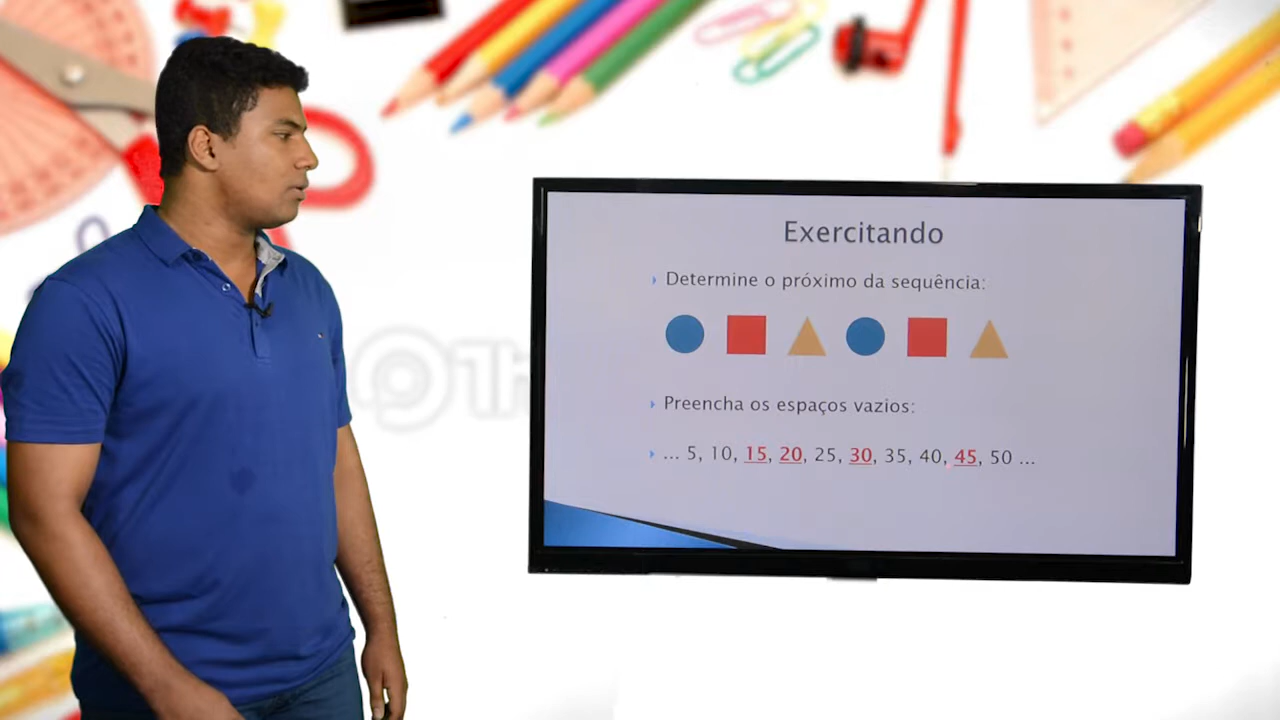 Exercitando
Determine o próximo da sequência:
Preencha os espaços vazios:
... 5, 10, 15, 20, 25, 30, 35, 40, 45, 50 ...